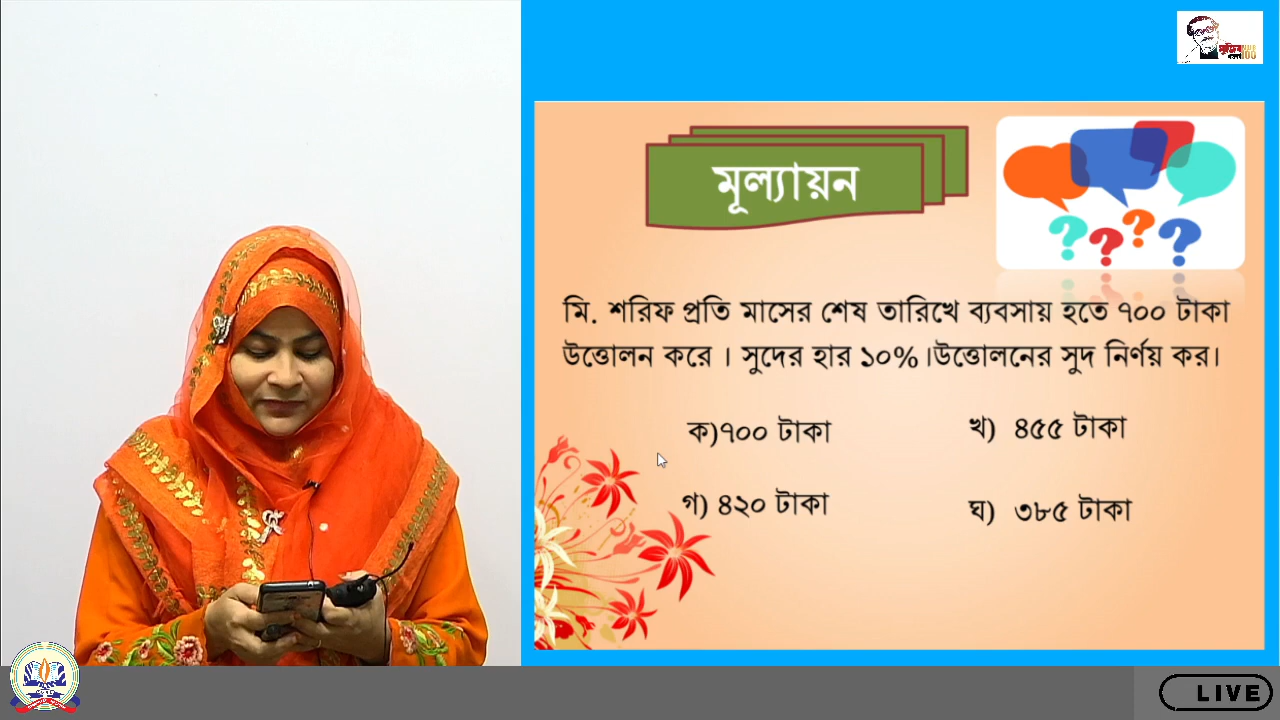 মূল্যায়ন
মি. শরিফ প্রতি মাসের শেষ তারিখে ব্যবসায় হতে ৭০০ টাকা
উত্তোলন করে । সুদের হার ১০%।উত্তোলনের সুদ নির্ণয় কর।
ক)৭০০ টাকা
খ) ৪৫৫ টাকা
গ) ৪২০ টাকা
ঘ) ৩৮৫ টাকা
LIVE